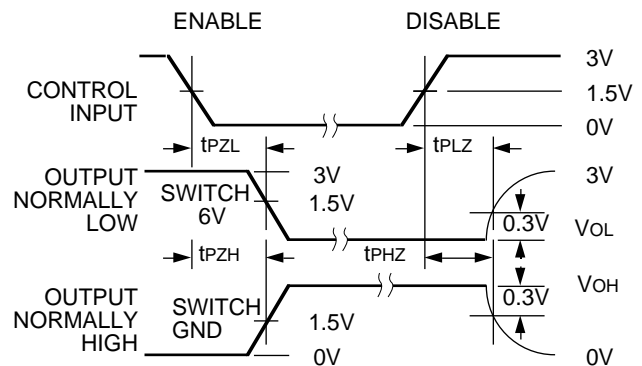 ENABLE DISABLE
3V
CONTROL INPUT 1.5V
0V
tPZL tPLZ
OUTPUT NORMALLY LOW
SWITCH 6V
3V 3V
1.5V
0.3V VOL
tPZH tPHZ
VOH
OUTPUT NORMALLY HIGH
SWITCH GND
0.3V
1.5V
0V 0V